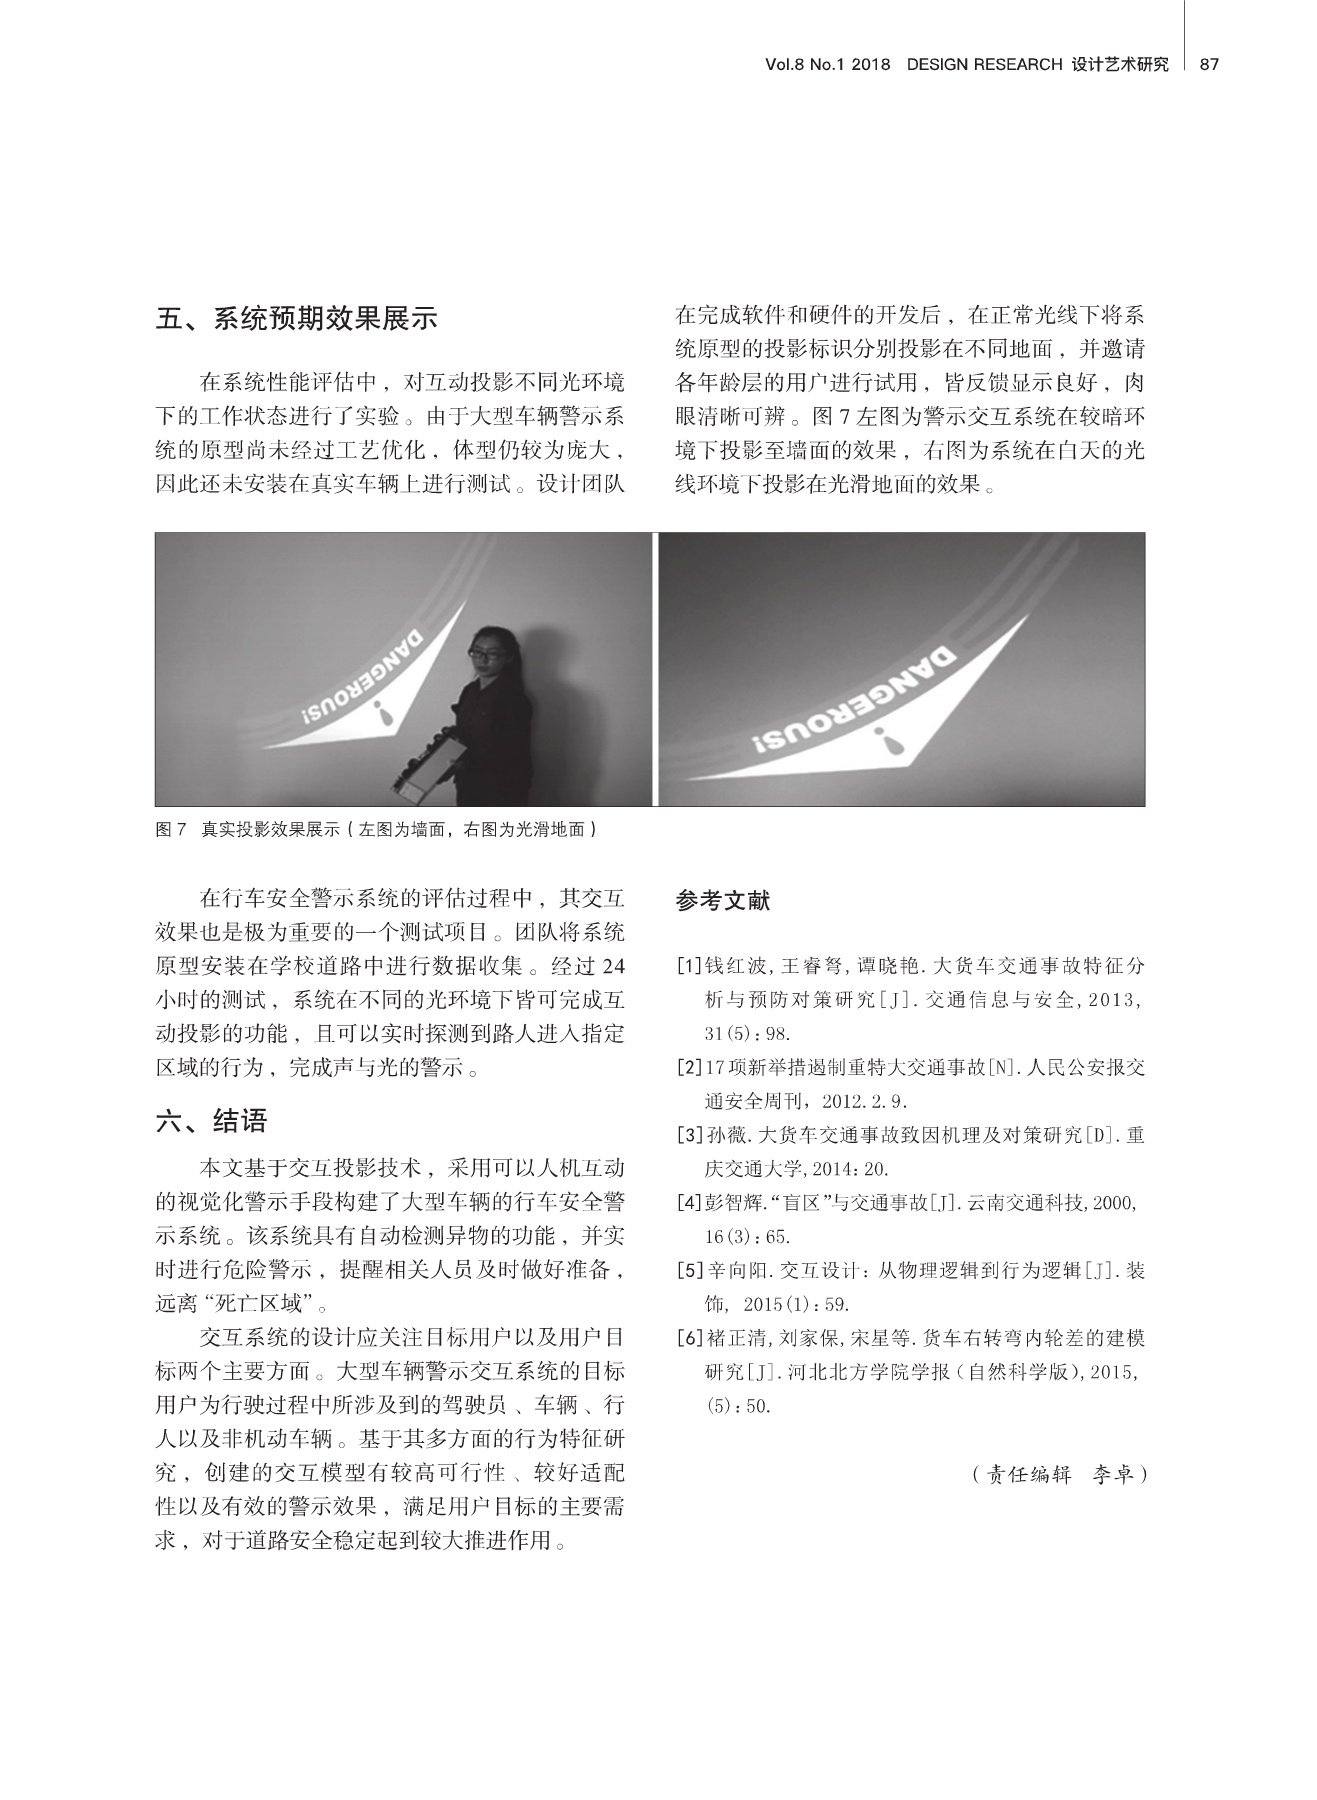 Vol.8 No.1 2018 DESIGN RESEARCH 设计艺术研究 87
五、系统预期效果展示
在系统性能评估中，对互动投影不同光环境
下的工作状态进行了实验。由于大型车辆警示系
统的原型尚未经过工艺优化，体型仍较为庞大，
因此还未安装在真实车辆上进行测试。设计团队
在完成软件和硬件的开发后，在正常光线下将系
统原型的投影标识分别投影在不同地面，并邀请
各年龄层的用户进行试用，皆反馈显示良好，肉
眼清晰可辨。图 7 左图为警示交互系统在较暗环
境下投影至墙面的效果，右图为系统在白天的光
线环境下投影在光滑地面的效果。
DANGEROUS!
!
DANGEROUS!
!
图 7 真实投影效果展示（左图为墙面，右图为光滑地面）
在行车安全警示系统的评估过程中，其交互
效果也是极为重要的一个测试项目。团队将系统
原型安装在学校道路中进行数据收集。经过 24
小时的测试，系统在不同的光环境下皆可完成互
动投影的功能，且可以实时探测到路人进入指定
区域的行为，完成声与光的警示。
六、结语
本文基于交互投影技术，采用可以人机互动
的视觉化警示手段构建了大型车辆的行车安全警
示系统。该系统具有自动检测异物的功能，并实
时进行危险警示，提醒相关人员及时做好准备，
远离“死亡区域”。
交互系统的设计应关注目标用户以及用户目
标两个主要方面。大型车辆警示交互系统的目标
用户为行驶过程中所涉及到的驾驶员、车辆、行
人以及非机动车辆。基于其多方面的行为特征研
究，创建的交互模型有较高可行性、较好适配
性以及有效的警示效果，满足用户目标的主要需
求，对于道路安全稳定起到较大推进作用。
参考文献
[1]钱红波,王睿驽,谭晓艳.大货车交通事故特征分
析与预防对策研究[J].交通信息与安全,2013,
31(5):98.
[2]17项新举措遏制重特大交通事故[N].人民公安报交
通安全周刊，2012.2.9.
[3]孙薇.大货车交通事故致因机理及对策研究[D].重
庆交通大学,2014:20.
[4]彭智辉.“盲区”与交通事故[J].云南交通科技,2000,
16(3):65.
[5]辛向阳.交互设计：从物理逻辑到行为逻辑[J].装
饰, 2015(1):59.
[6]褚正清,刘家保,宋星等.货车右转弯内轮差的建模
研究[J].河北北方学院学报（自然科学版),2015,
(5):50.
（责任编辑 李卓）